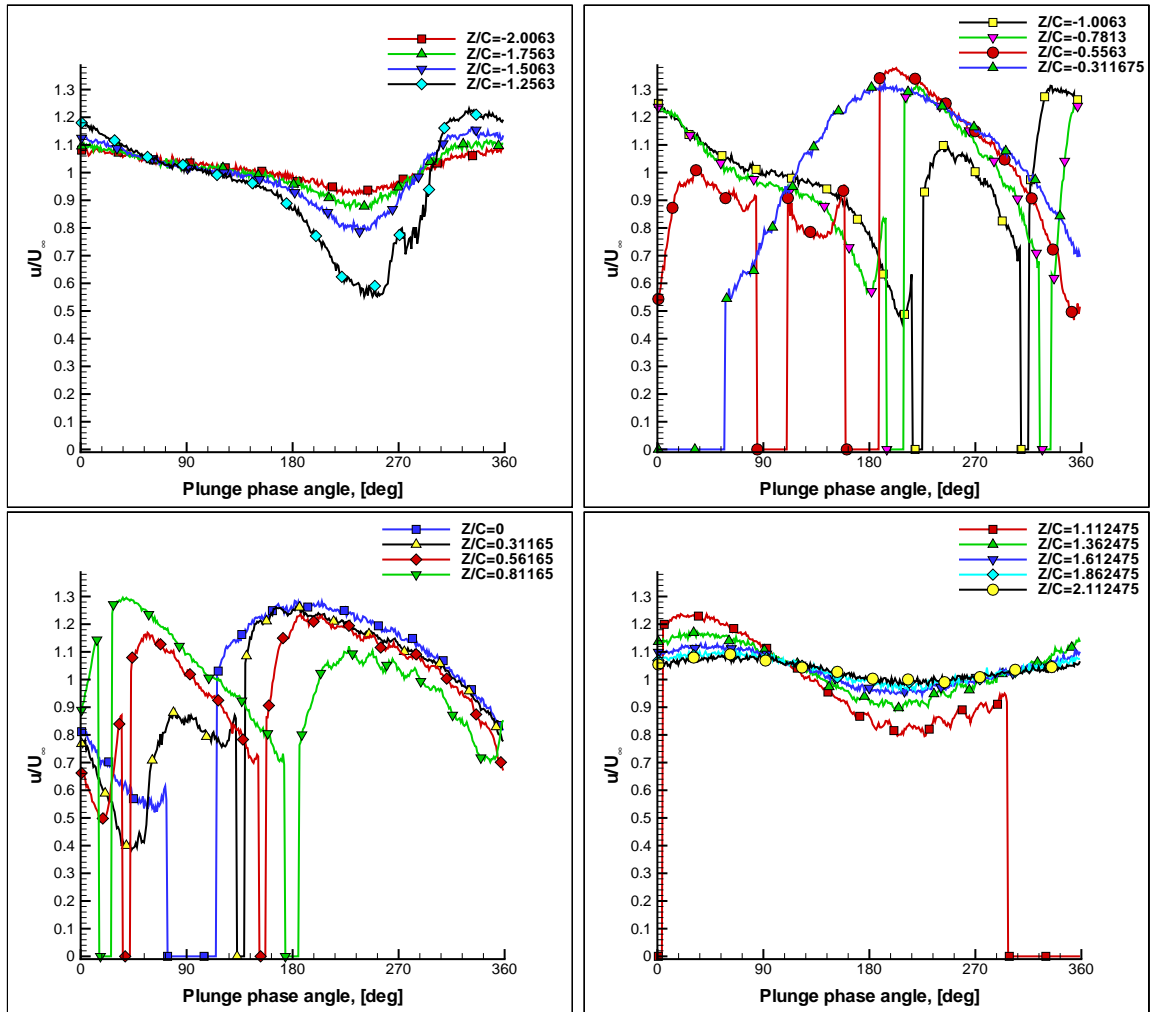 Z/C=-2.0063
Z/C=-1.7563
Z/C=-1.5063
Z/C=-1.2563
1.3
1.2
1.1
1
0.9
0.8
0.7
0.6
0.5
0.4
0.3
0.2
0.1
0
u/U∞
0 90 180 270 360
Plunge phase angle, [deg]
Z/C=-1.0063
Z/C=-0.7813
Z/C=-0.5563
Z/C=-0.311675
1.3
1.2
1.1
1
0.9
0.8
0.7
0.6
0.5
0.4
0.3
0.2
0.1
0
u/U∞
0 90 180 270 360
Plunge phase angle, [deg]
Z/C=0
Z/C=0.31165
Z/C=0.56165
Z/C=0.81165
1.3
1.2
1.1
1
0.9
0.8
0.7
0.6
0.5
0.4
0.3
0.2
0.1
0
u/U∞
0 90 180 270 360
Plunge phase angle, [deg]
Z/C=1.112475
Z/C=1.362475
Z/C=1.612475
Z/C=1.862475
Z/C=2.112475
1.3
1.2
1.1
1
0.9
0.8
0.7
0.6
0.5
0.4
0.3
0.2
0.1
0
u/U∞
0 90 180 270 360
Plunge phase angle, [deg]